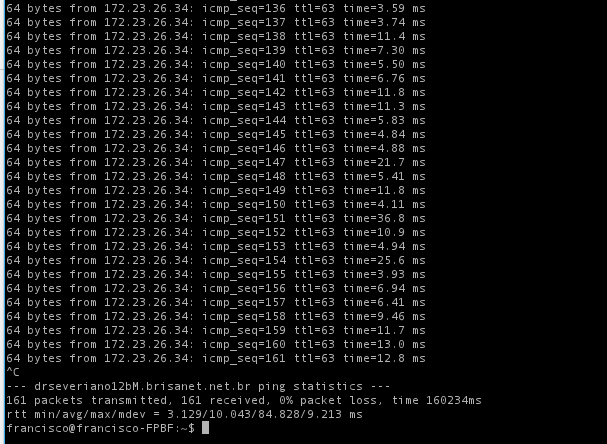 64 bytes from 172.23.26.34: icmp_seq=136 ttl=63 time=3.59 ms
64 bytes from 172.23.26.34: icmp_seq=137 ttl=63 time=3.74 ms
64 bytes from 172.23.26.34: icmp_seq=138 ttl=63 time=11.4 ms
64 bytes from 172.23.26.34: icmp_seq=139 ttl=63 time=7.30 ms
64 bytes from 172.23.26.34: icmp_seq=140 ttl=63 time=5.50 ms
64 bytes from 172.23.26.34: icmp_seq=141 ttl=63 time=6.76 ms
64 bytes from 172.23.26.34: icmp_seq=142 ttl=63 time=11.8 ms
64 bytes from 172.23.26.34: icmp_seq=143 ttl=63 time=11.3 ms
64 bytes from 172.23.26.34: icmp_seq=144 ttl=63 time=5.83 ms
64 bytes from 172.23.26.34: icmp_seq=145 ttl=63 time=4.84 ms
64 bytes from 172.23.26.34: icmp_seq=146 ttl=63 time=4.88 ms
64 bytes from 172.23.26.34: icmp_seq=147 ttl=63 time=21.7 ms
64 bytes from 172.23.26.34: icmp_seq=148 ttl=63 time=5.41 ms
64 bytes from 172.23.26.34: icmp_seq=149 ttl=63 time=11.8 ms
64 bytes from 172.23.26.34: icmp_seq=150 ttl=63 time=4.11 ms
64 bytes from 172.23.26.34: icmp_seq=151 ttl=63 time=36.8 ms
64 bytes from 172.23.26.34: icmp_seq=152 ttl=63 time=10.9 ms
64 bytes from 172.23.26.34: icmp_seq=153 ttl=63 time=4.94 ms
64 bytes from 172.23.26.34: icmp_seq=154 ttl=63 time=25.6 ms
64 bytes from 172.23.26.34: icmp_seq=155 ttl=63 time=3.93 ms
64 bytes from 172.23.26.34: icmp_seq=156 ttl=63 time=6.94 ms
64 bytes from 172.23.26.34: icmp_seq=157 ttl=63 time=6.41 ms
64 bytes from 172.23.26.34: icmp_seq=158 ttl=63 time=9.46 ms
64 bytes from 172.23.26.34: icmp_seq=159 ttl=63 time=11.7 ms
64 bytes from 172.23.26.34: icmp_seq=160 ttl=63 time=13.0 ms
64 bytes from 172.23.26.34: icmp_seq=161 ttl=63 time=12.8 ms
^C
--- drseveriano12bM.brisanet.net.br ping statistics ---
161 packets transmitted, 161 received, 0% packet loss, time 160234ms
rtt min/avg/max/mdev = 3.129/10.043/84.828/9.213 ms
francisco@francisco-FPBF:~$